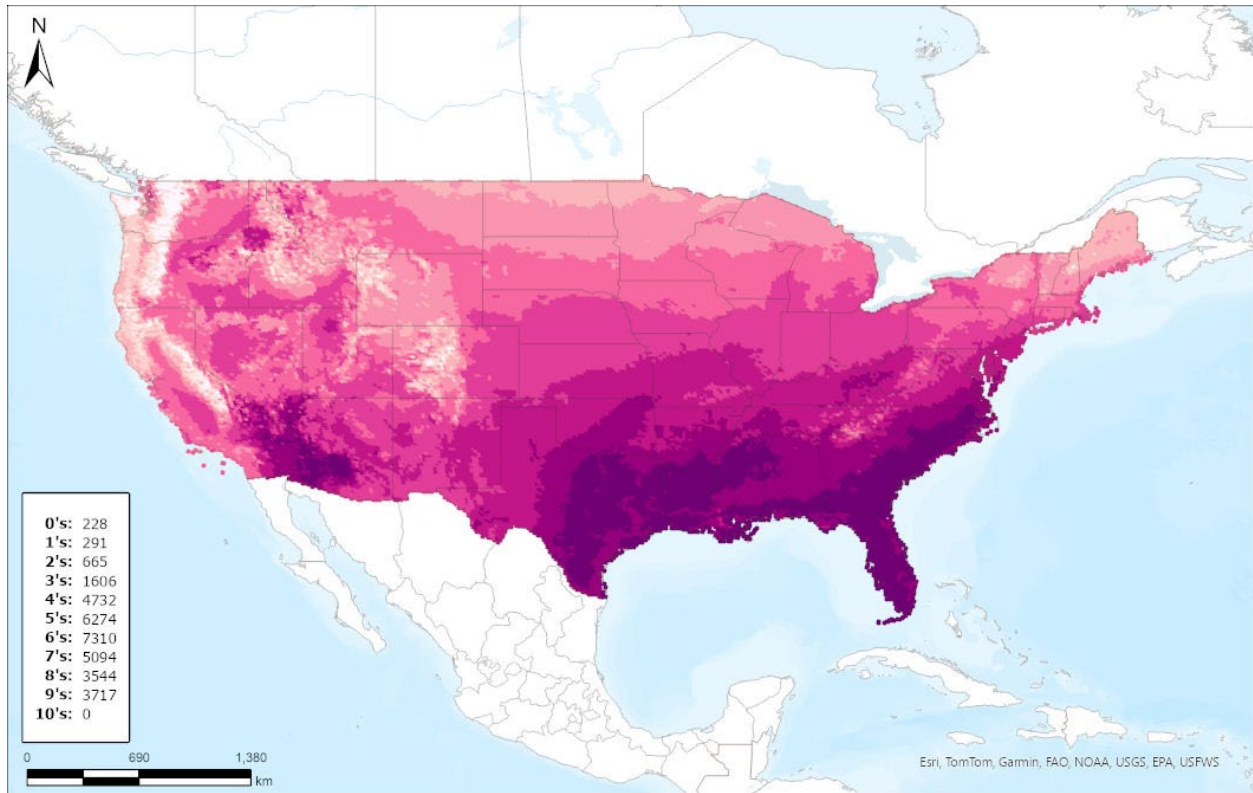 N
0's: 228
1's: 291
2's: 665
3's: 1606
4's: 4732
5's: 6274
6's: 7310
7's: 5094
8's: 3544
9's: 3717
10's: 0
0 690 1,380
km
Esri, TomTom, Garmin, FAO, NOAA, USGS, EPA, USFWS